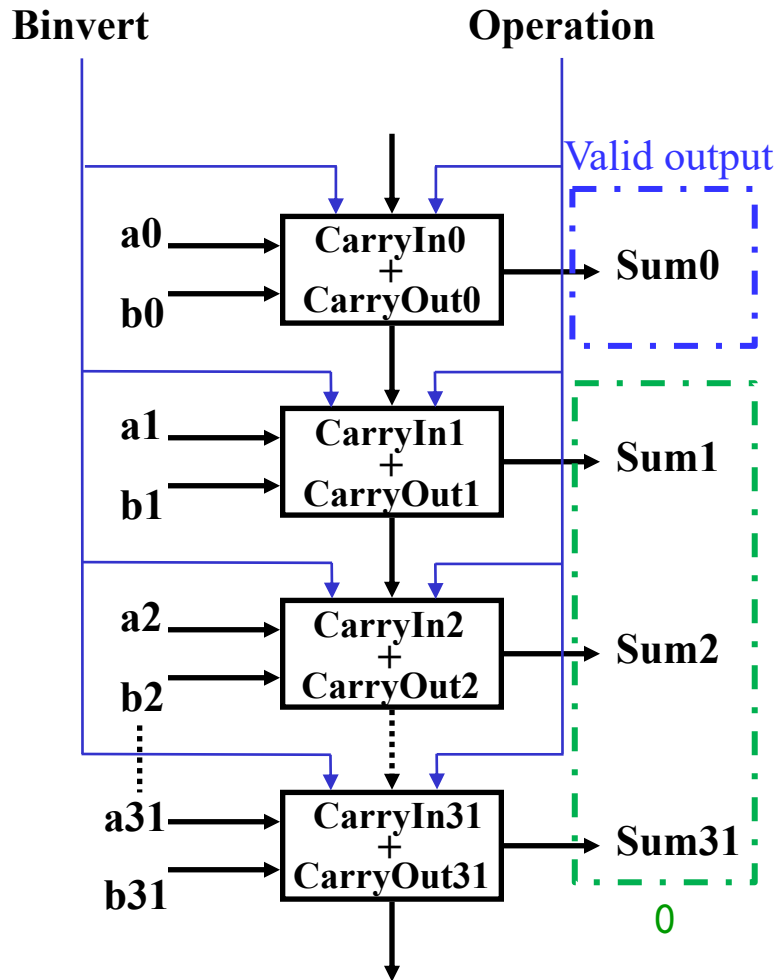 Binvert
Operation
Valid output
a0
b0
CarryIn0
+
CarryOut0
Sum0
a1
b1
CarryIn1
+
CarryOut1
Sum1
a2
b2
CarryIn2
+
CarryOut2
Sum2
a31
b31
CarryIn31
+
CarryOut31
Sum31
0